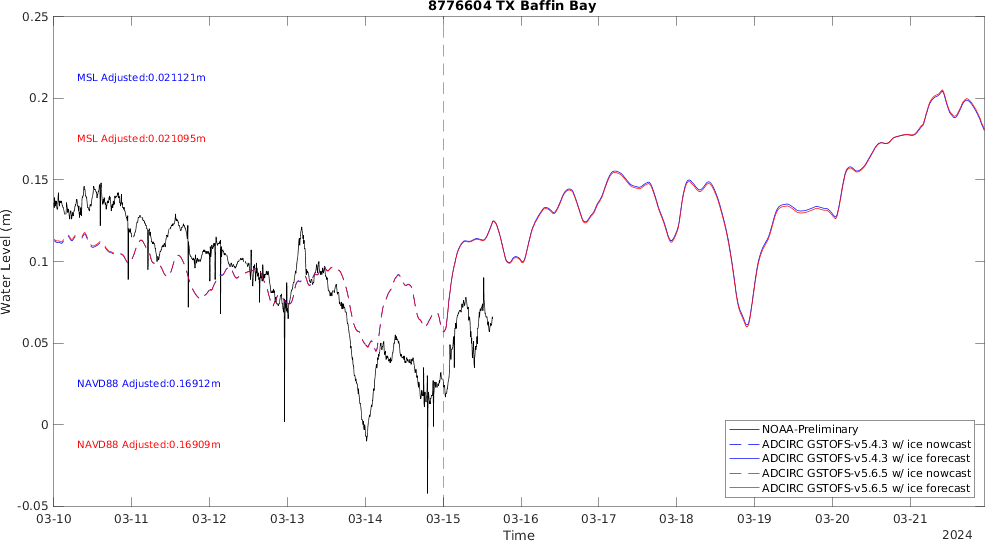 8776604 TX Baffin Bay
0.25
0.2
0.15
0.1
0.05
0
-0.05
Water Level (m)
MSL Adjusted:0.021121m
MSL Adjusted:0.021095m
NAVD88 Adjusted:0.16912m
NAVD88 Adjusted:0.16909m
NOAA-Preliminary
ADCIRC GSTOFS-v5.4.3 w/ ice nowcast
ADCIRC GSTOFS-v5.4.3 w/ ice forecast
ADCIRC GSTOFS-v5.6.5 w/ ice nowcast
ADCIRC GSTOFS-v5.6.5 w/ ice forecast
03-10 03-11 03-12 03-13 03-14 03-15 03-16 03-17 03-18 03-19 03-20 03-21
Time
2024